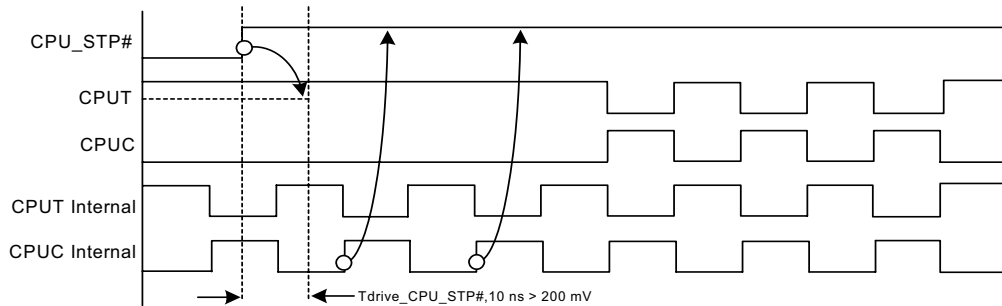 CPU_STP#
CPUT
CPUC
CPUT Internal
CPUC Internal
Tdrive_CPU_STP#,10 ns > 200 mV